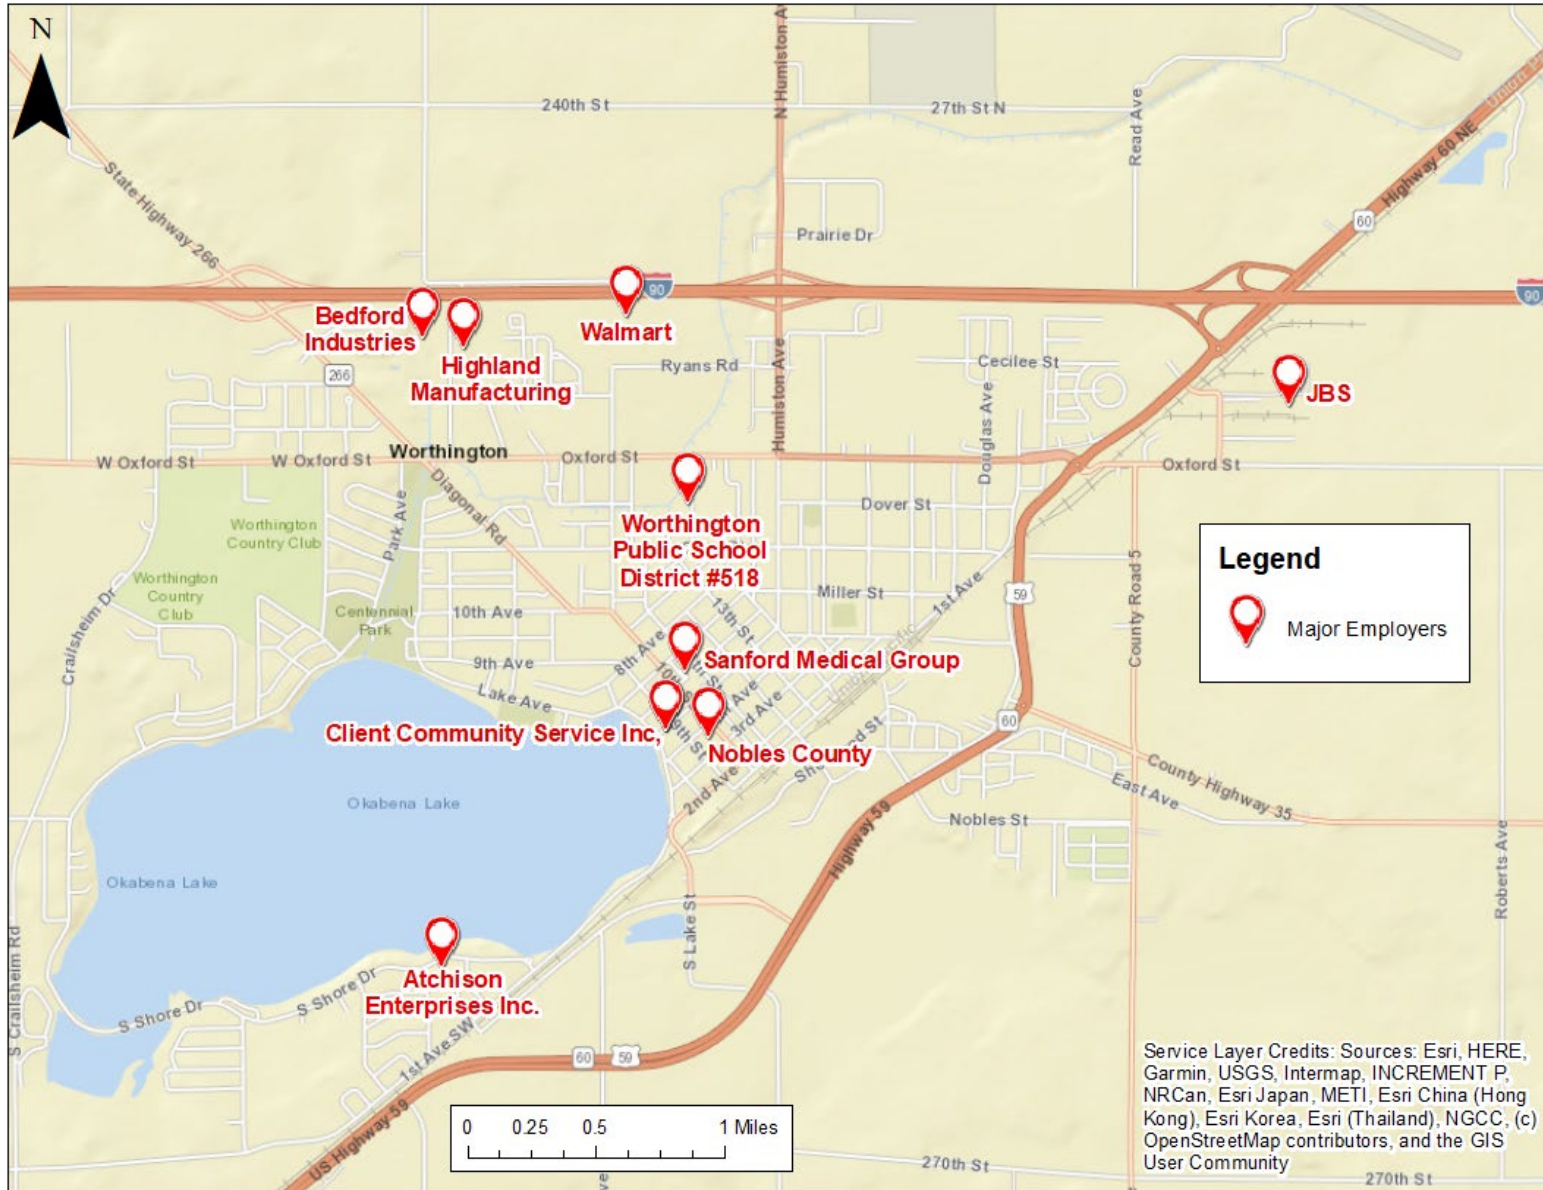 N
240th St
27th St N
N Humiston Av
Read Ave
Union P
Highway 60 NE
60
State Highway 266
Prairie Dr
90
90
Bedford
Industries
Walmart
Highland
Manufacturing
Ryans Rd
Cecilee St
266
JBS
Humiston Ave
Douglas Ave
Worthington
W Oxford St
W Oxford St
Oxford St
Oxford St
Diagonal Rd
Park Ave
Dover St
Worthington
Country Club
Worthington
Public School
District #518
Worthington
Country
Club
Centennial
Park
Crailsheim Dr
10th Ave
13th St
Miller St
1st Ave
59
County Road 5
Legend
Major Employers
8th Ave
9th Ave
Sanford Medical Group
Lake Ave
3rd Ave
Client Community Service Inc,
9th St
Nobles County
2nd Ave
60
County Highway 35
East Ave
Okabena Lake
Nobles St
Highway 59
Okabena Lake
Roberts Ave
S Lake St
S Crailsheim Rd
Atchison
Enterprises Inc.
S Shore Dr
S Shore Dr
1st Ave SW
60
59
US Highway 59
0 0.25 0.5 1 Miles
Service Layer Credits: Sources: Esri, HERE,
Garmin, USGS, Intermap, INCREMENT P,
NRCan, Esri Japan, METI, Esri China (Hong
Kong), Esri Korea, Esri (Thailand), NGCC, (c)
OpenStreetMap contributors, and the GIS
User Community
270th St
270th St